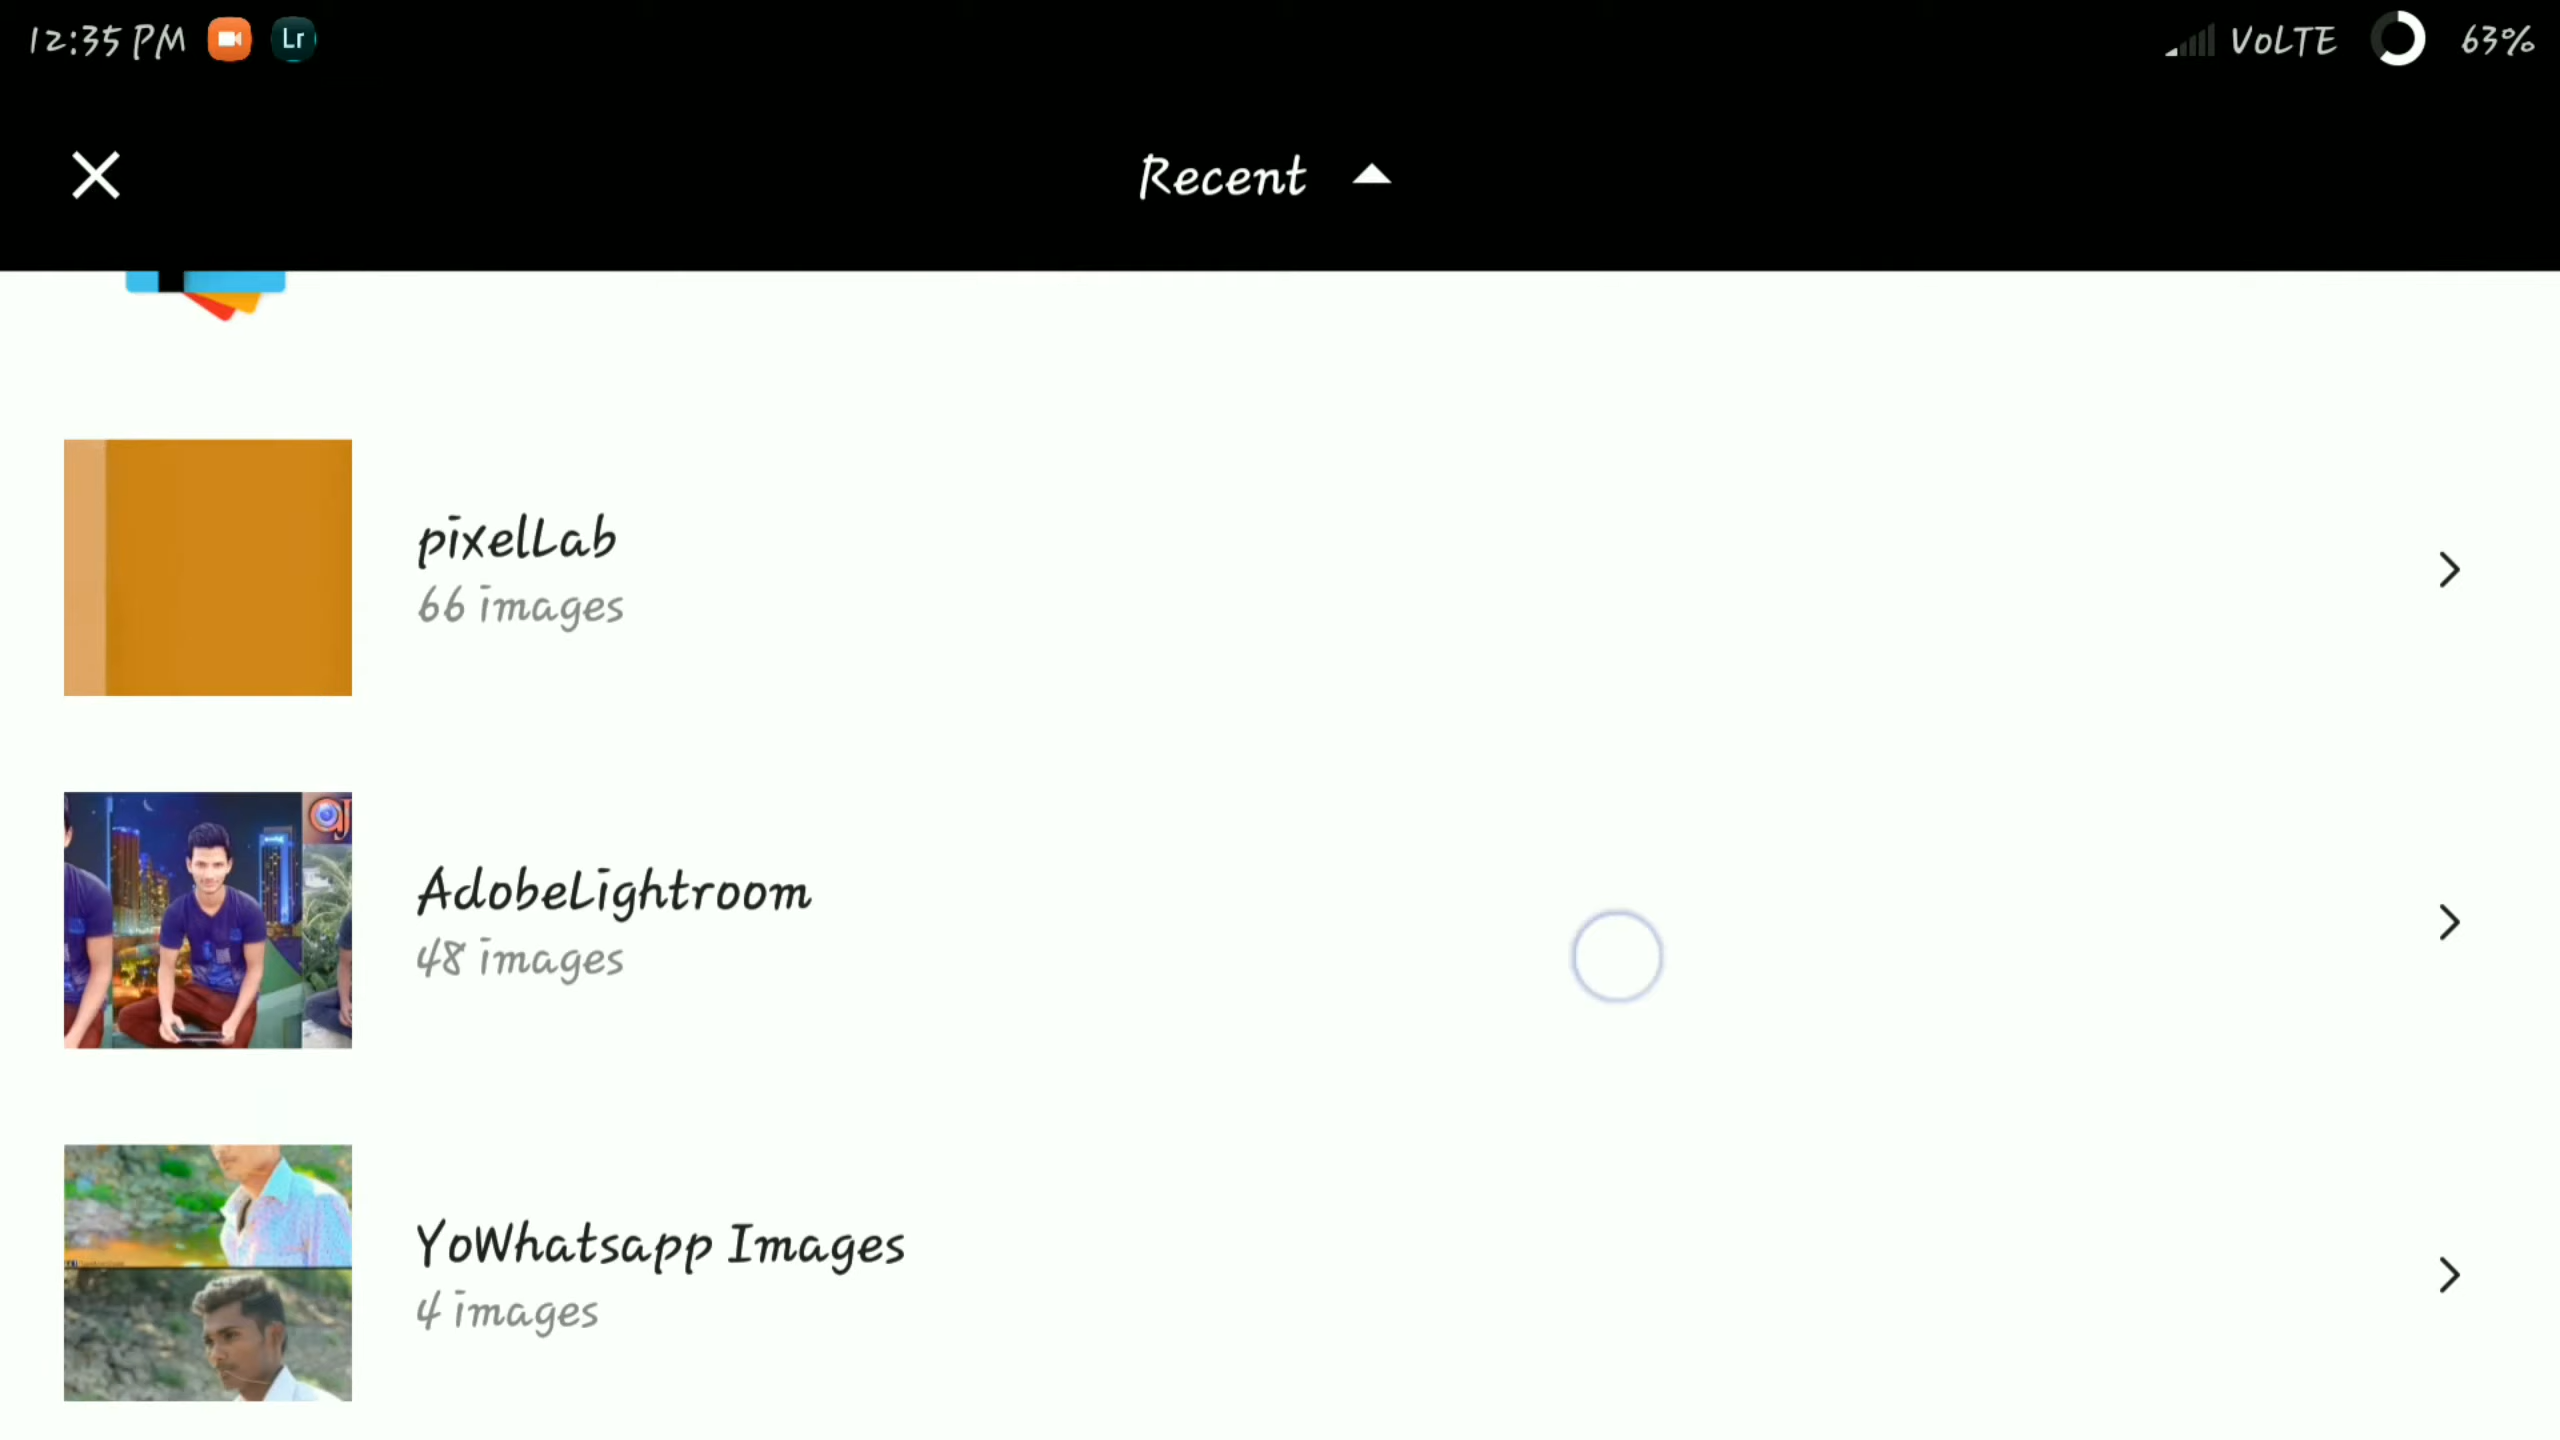 12:35 PM Lr VoLTE 63%
Recent
pixelLab
66 images
AdobeLightroom
48 images
YoWhatsapp Images
4 images